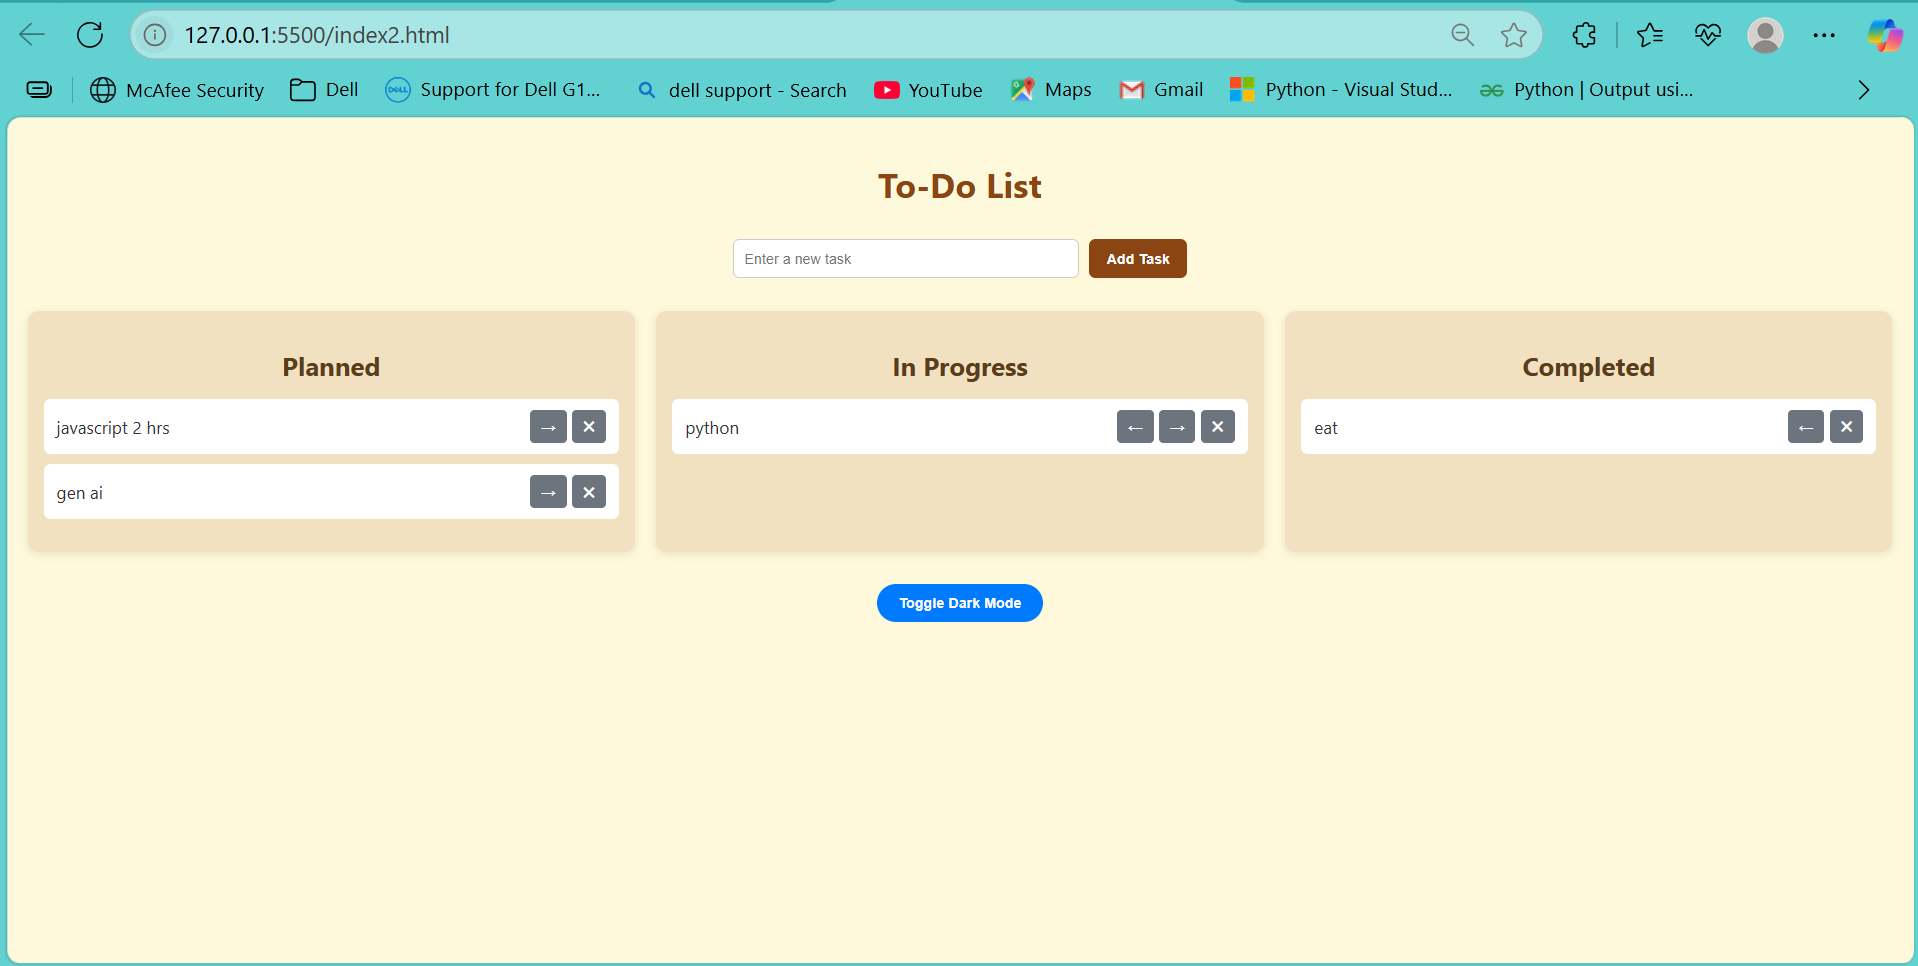 127.0.0.1:5500/index2.html
McAfee Security Dell Support for Dell G1... dell support - Search YouTube Maps Gmail Python - Visual Stud... Python | Output usi...
To-Do List
Enter a new task Add Task
Planned
javascript 2 hrs → ✕
gen ai → ✕
In Progress
python ← → ✕
Completed
eat ← ✕
Toggle Dark Mode